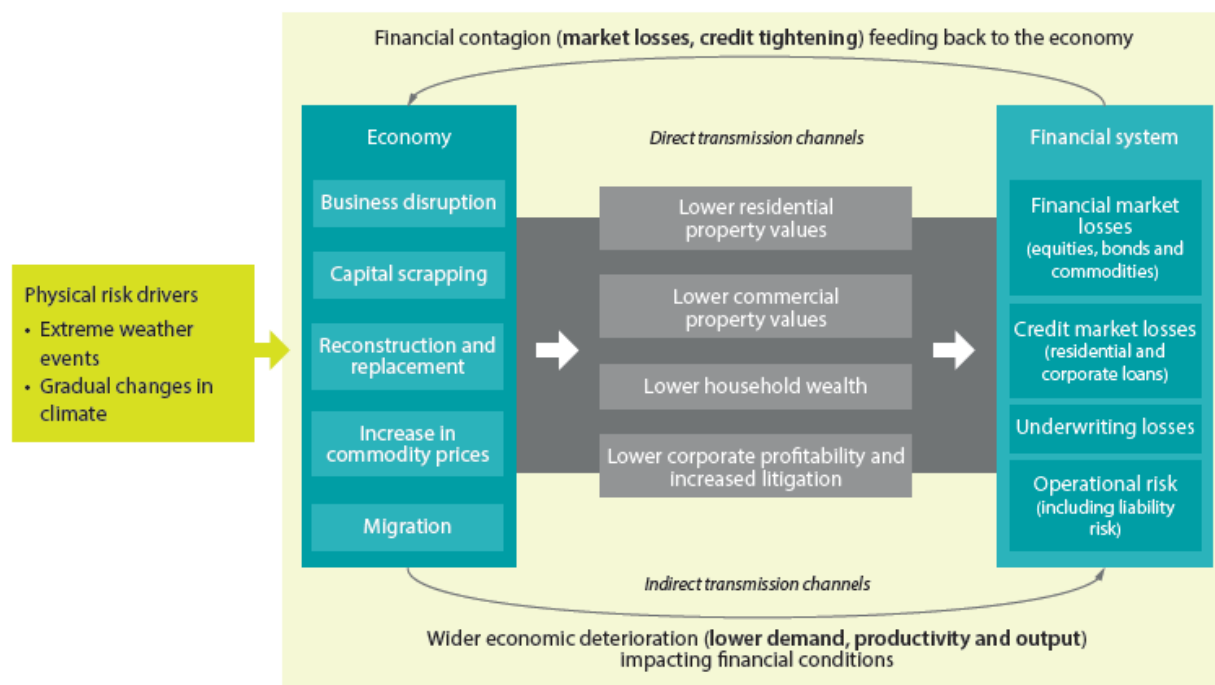 Financial contagion (market losses, credit tightening) feeding back to the economy
Economy
Direct transmission channels
Financial system
Physical risk drivers
• Extreme weather
events
• Gradual changes in
climate
Business disruption
Capital scrapping
Reconstruction and
replacement
Increase in
commodity prices
Migration
Lower residential
property values
Lower commercial
property values
Lower household wealth
Lower corporate profitability and
increased litigation
Financial market
losses
(equities, bonds and
commodities)
Credit market losses
(residential and
corporate loans)
Underwriting losses
Operational risk
(including liability
risk)
Indirect transmission channels
Wider economic deterioration (lower demand, productivity and output)
impacting financial conditions